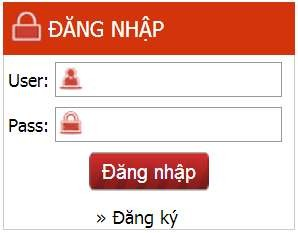 ĐĂNG NHẬP
User:
Pass:
Đăng nhập
» Đăng ký